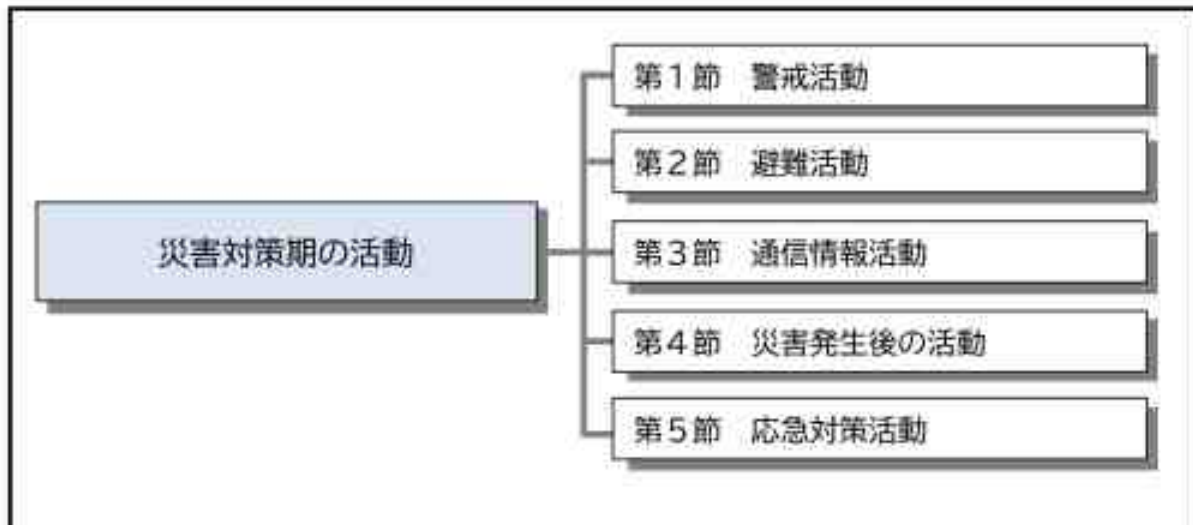 災害対策期の活動
第1節　警戒活動
第2節　避難活動
第3節　通信情報活動
第4節　災害発生後の活動
第5節　応急対策活動